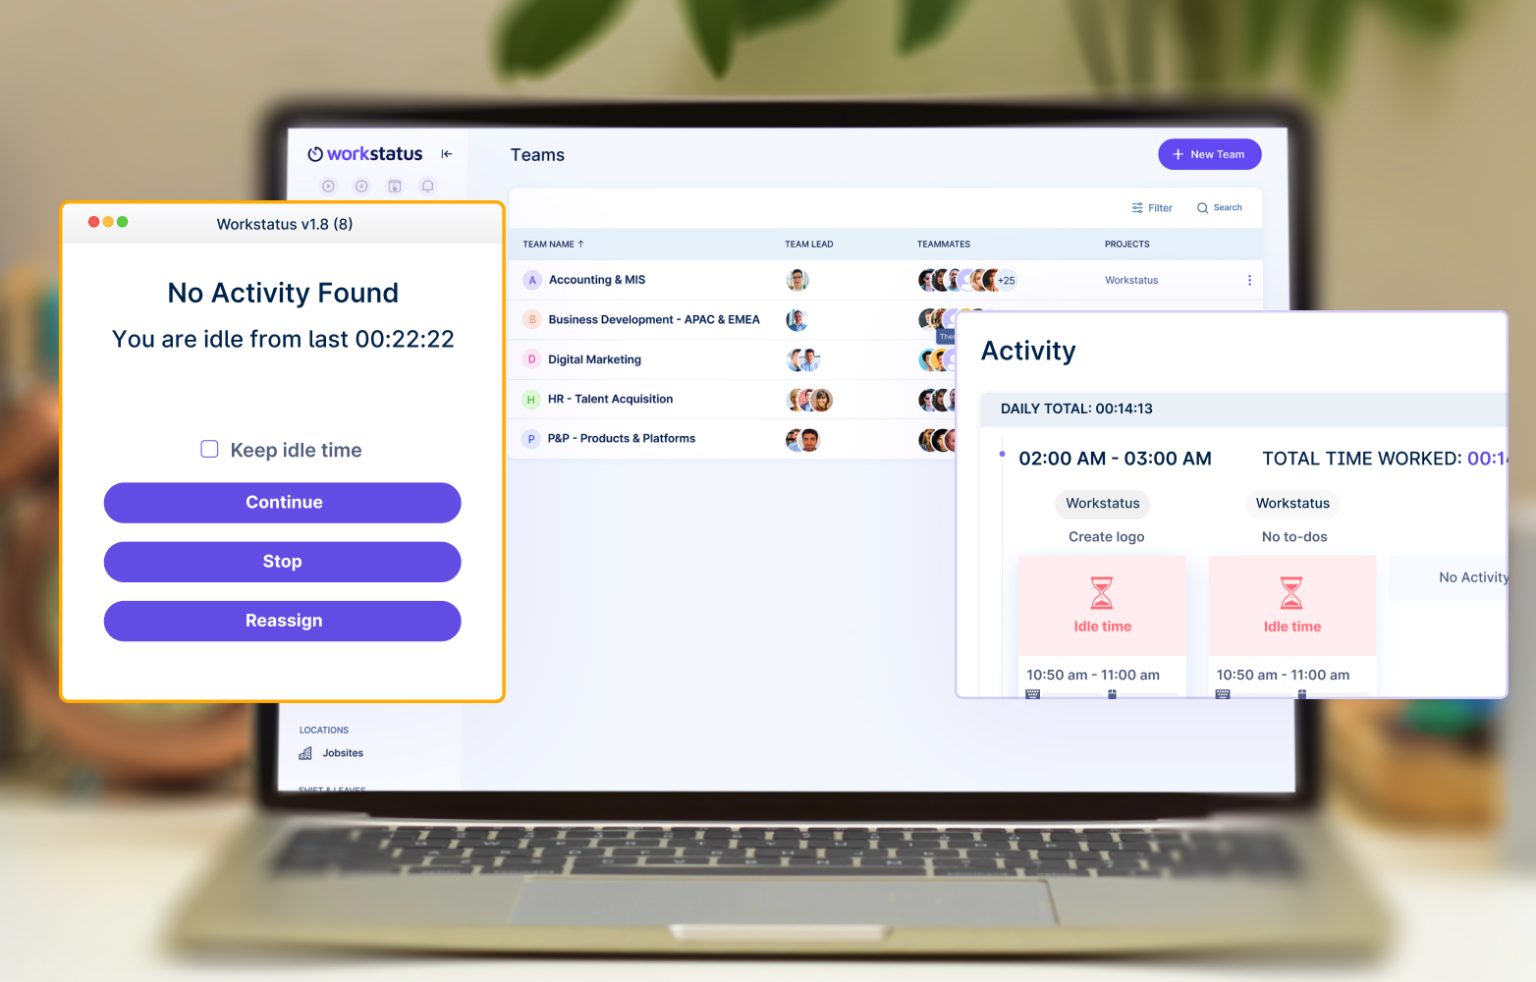 workstatus
Teams
+ New Team
Filter
Search
TEAM NAME ↑
TEAM LEAD
TEAMMATES
PROJECTS
A Accounting & MIS
+25
Workstatus
B Business Development - APAC & EMEA
D Digital Marketing
H HR - Talent Acquisition
P P&P - Products & Platforms
LOCATIONS
Jobsites
SHIFT & LEAVES
Workstatus v1.8 (8)
No Activity Found
You are idle from last 00:22:22
Keep idle time
Continue
Stop
Reassign
Activity
DAILY TOTAL: 00:14:13
02:00 AM - 03:00 AM
TOTAL TIME WORKED: 00:14
Workstatus
Workstatus
Create logo
No to-dos
No Activity
Idle time
Idle time
10:50 am - 11:00 am
10:50 am - 11:00 am